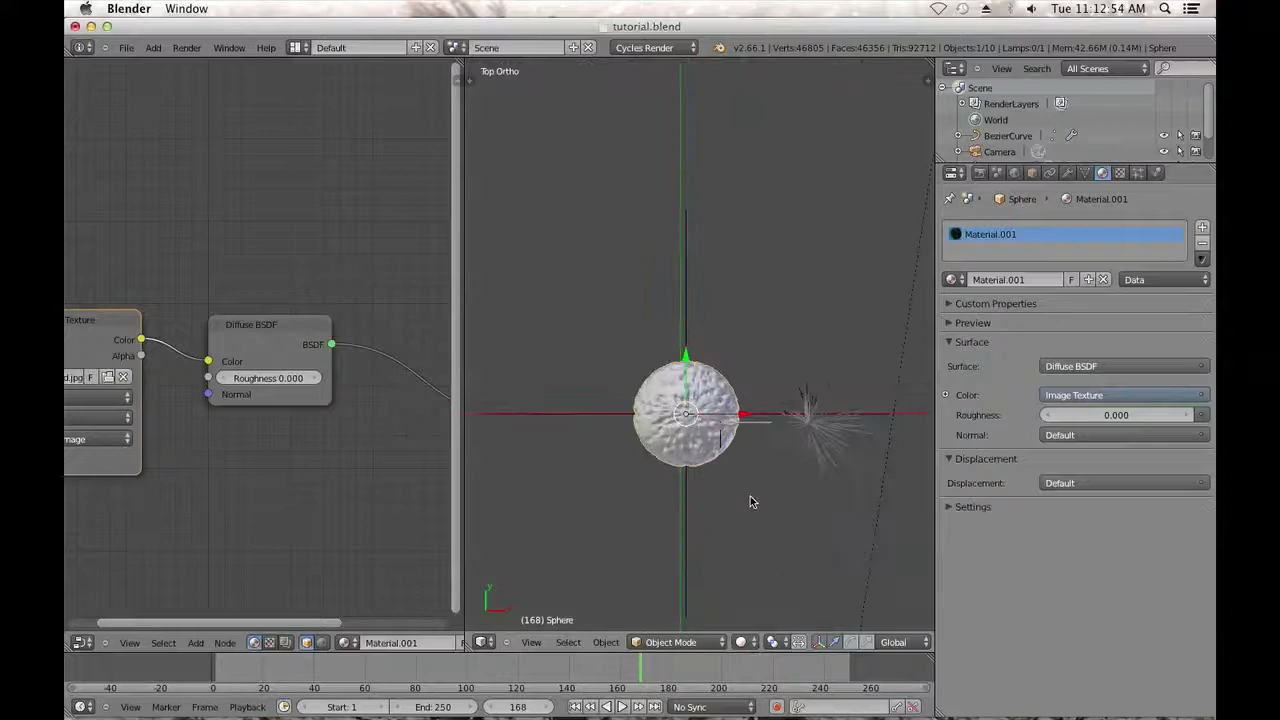 Blender Window Tue 11:12:54 AM
tutorial.blend
File Add Render Window Help Default Scene Cycles Render v2.66.1 | Verts:46805 | Faces:46356 | Tris:92712 | Objects:1/10 | Lamps:0/1 | Mem:42.66M (0.14M) | Sphere
Top Ortho
View Search All Scenes
Scene
RenderLayers
World
BezierCurve
Camera
Sphere Material.001
Material.001
Material.001 F Data
Custom Properties
Preview
Surface
Surface: Diffuse BSDF
Color: Image Texture
Roughness: 0.000
Normal: Default
Displacement
Displacement: Default
Settings
Texture
Color
Alpha
d.jpg F
mage
Diffuse BSDF
BSDF
Color
Roughness 0.000
Normal
y
(168) Sphere
View Select Add Node Material.001 F
View Select Object Object Mode Global
-40 -20 0 20 40 60 80 100 120 140 160 180 200 220 240 260
View Marker Frame Playback Start: 1 End: 250 168 No Sync